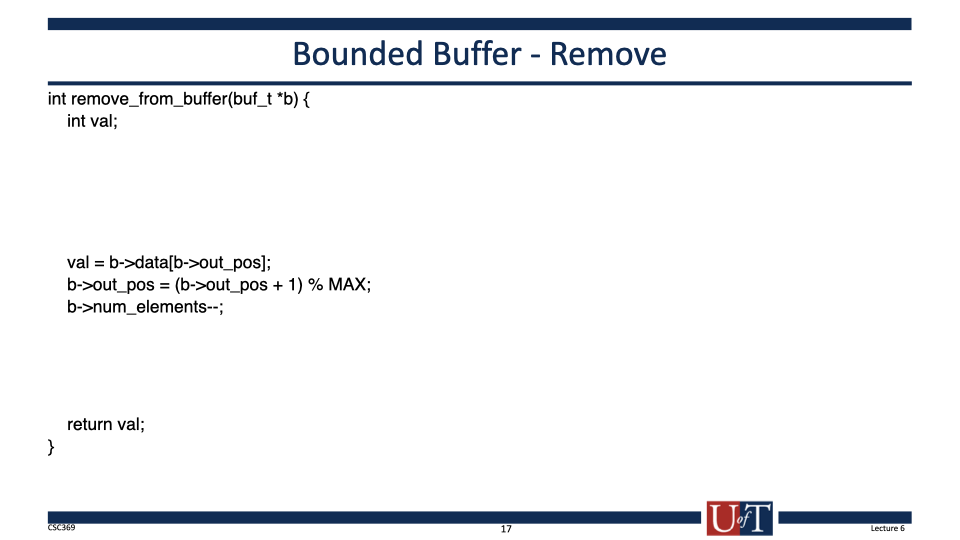 Bounded Buffer - Remove
int remove_from_buffer(buf_t *b) {
int val;
val = b->data[b->out_pos];
b->out_pos = (b->out_pos + 1) % MAX;
b->num_elements--;
return val;
}
CSC369
17
U of T
Lecture 6